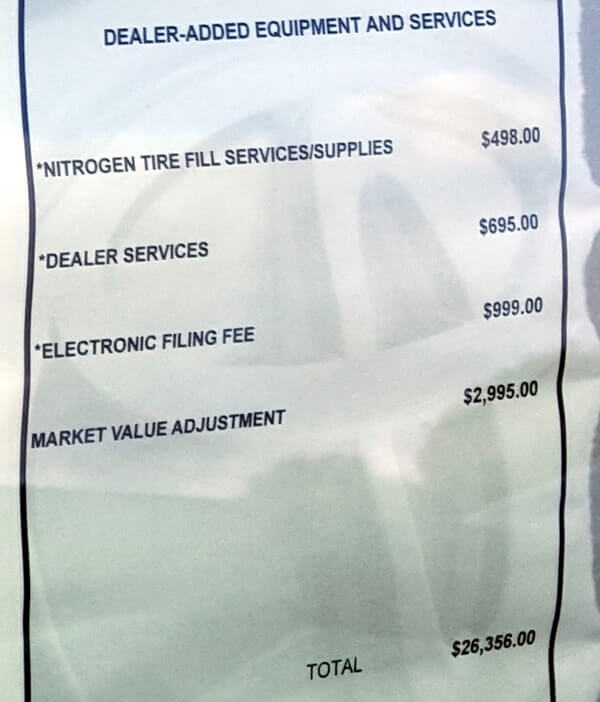 DEALER-ADDED EQUIPMENT AND SERVICES
*NITROGEN TIRE FILL SERVICES/SUPPLIES $498.00
*DEALER SERVICES $695.00
*ELECTRONIC FILING FEE $999.00
MARKET VALUE ADJUSTMENT $2,995.00
TOTAL $26,356.00